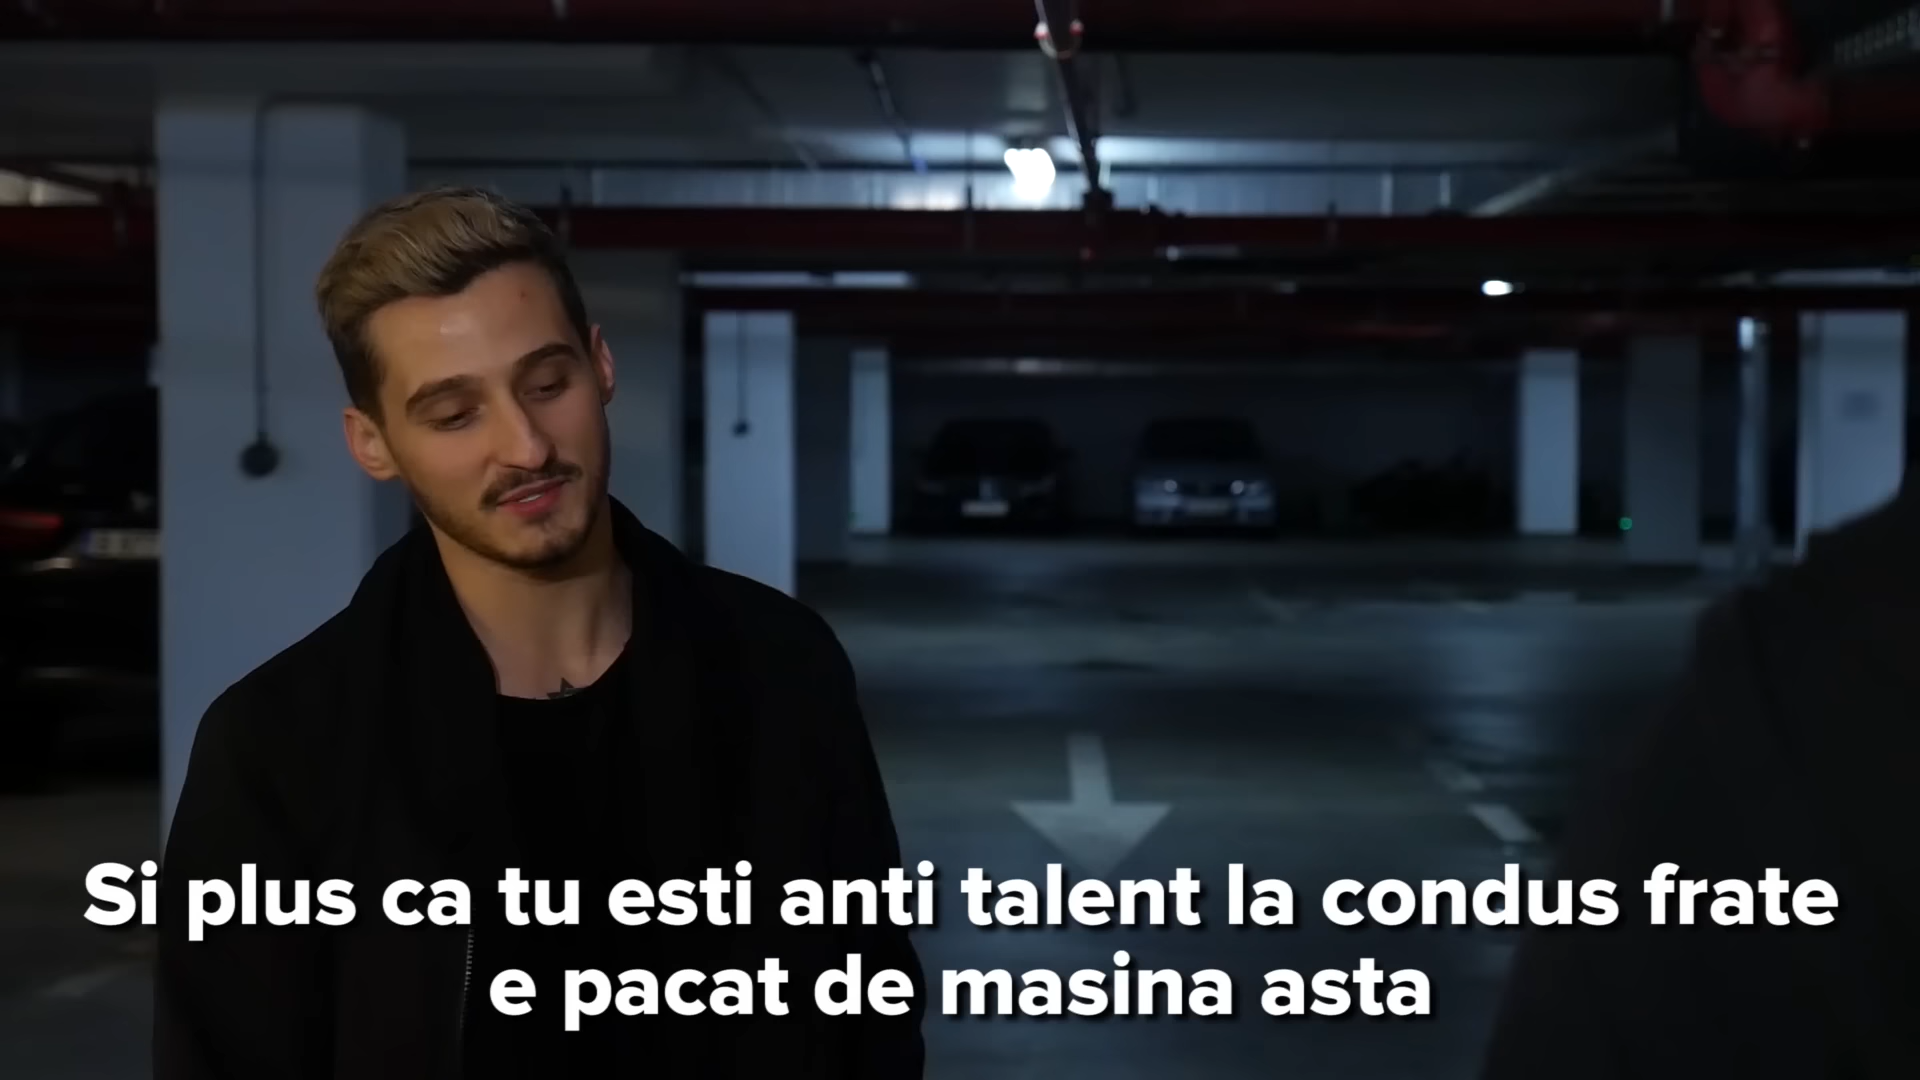 Si plus ca tu esti anti talent la condus frate
e pacat de masina asta